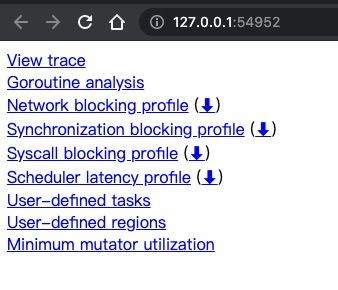 127.0.0.1:54952
View trace
Goroutine analysis
Network blocking profile (⬇)
Synchronization blocking profile (⬇)
Syscall blocking profile (⬇)
Scheduler latency profile (⬇)
User-defined tasks
User-defined regions
Minimum mutator utilization